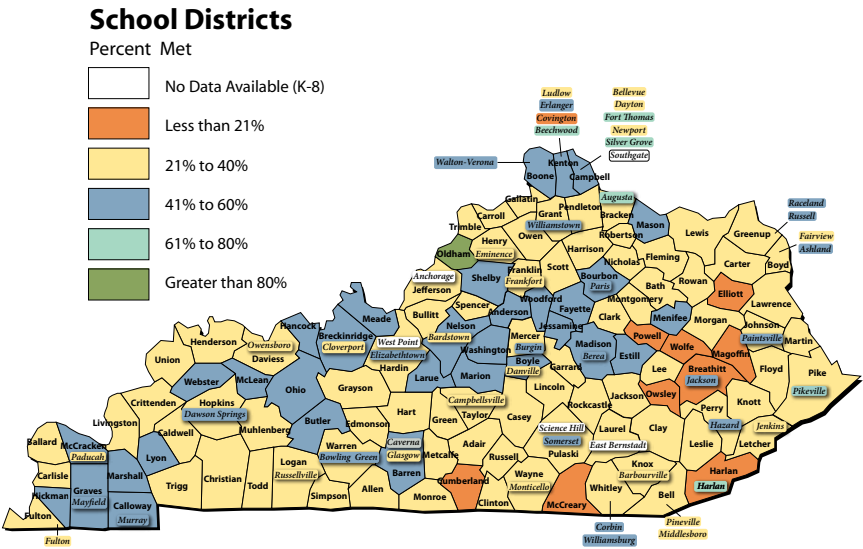 School Districts
Percent Met
No Data Available (K-8)
Less than 21%
21% to 40%
41% to 60%
61% to 80%
Greater than 80%
Ludlow
Erlanger
Covington
Beechwood
Bellevue
Dayton
Fort Thomas
Newport
Silver Grove
Southgate
Walton-Verona
Kenton
Boone
Campbell
Gallatin
Carroll
Trimble
Grant
Williamstown
Pendleton
Augusta
Bracken
Mason
Robertson
Lewis
Greenup
Raceland
Russell
Fairview
Ashland
Boyd
Carter
Owen
Henry
Eminence
Oldham
Harrison
Nicholas
Fleming
Rowan
Elliott
Lawrence
Anchorage
Jefferson
Shelby
Franklin
Frankfort
Scott
Bourbon
Paris
Bath
Montgomery
Menifee
Morgan
Johnson
Paintsville
Martin
Bullitt
Spencer
Anderson
Woodford
Fayette
Clark
Powell
Wolfe
Magoffin
Floyd
Pike
Pikeville
Hancock
Meade
Breckinridge
Cloverport
West Point
Elizabethtown
Hardin
Nelson
Bardstown
Washington
Mercer
Burgin
Boyle
Danville
Jessamine
Garrard
Madison
Berea
Estill
Lee
Breathitt
Jackson
Owsley
Perry
Knott
Hazard
Jenkins
Letcher
Leslie
Henderson
Owensboro
Daviess
Union
Webster
McLean
Ohio
Grayson
Larue
Marion
Lincoln
Rockcastle
Jackson
Clay
Crittenden
Hopkins
Dawson Springs
Muhlenberg
Butler
Edmonson
Hart
Green
Campbellsville
Taylor
Casey
Science Hill
Somerset
Pulaski
Laurel
East Bernstadt
Livingston
Caldwell
Lyon
Ballard
McCracken
Paducah
Carlisle
Marshall
Graves
Mayfield
Hickman
Fulton
Fulton
Calloway
Murray
Trigg
Christian
Todd
Logan
Russellville
Warren
Bowling Green
Simpson
Allen
Caverna
Glasgow
Barren
Metcalfe
Monroe
Adair
Cumberland
Russell
Clinton
Wayne
Monticello
McCreary
Whitley
Corbin
Williamsburg
Knox
Barbourville
Bell
Pineville
Middlesboro
Harlan
Harlan